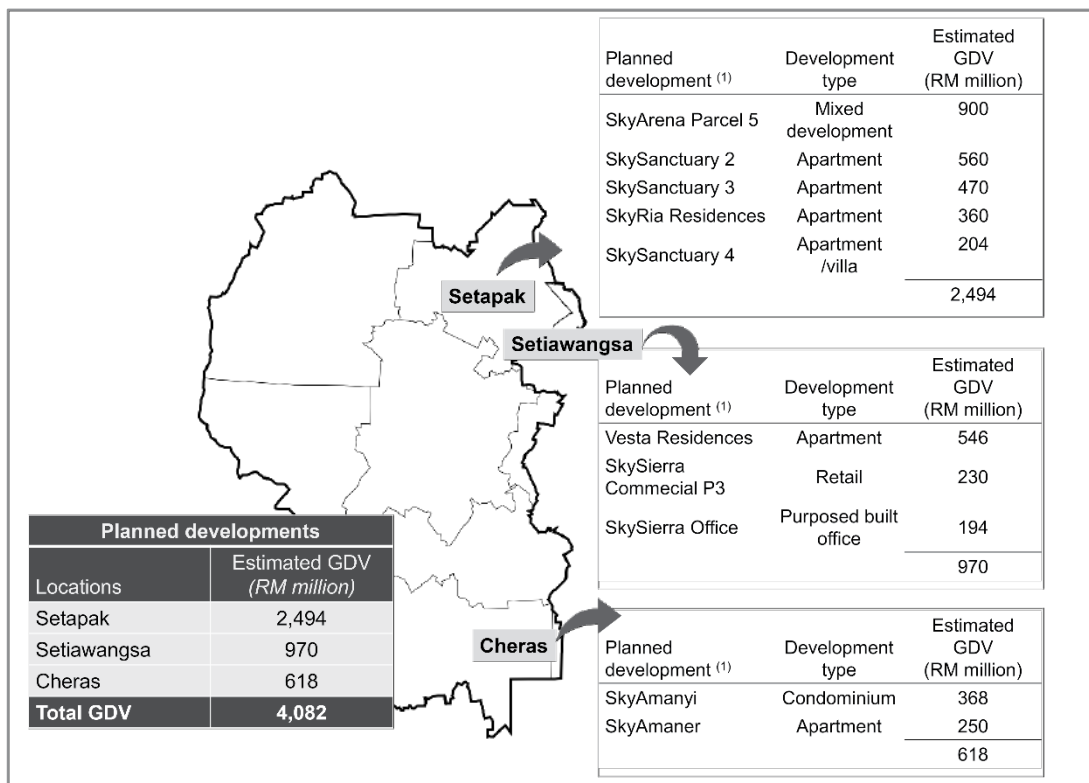 Planned development (1) Development type Estimated GDV (RM million)
SkyArena Parcel 5 Mixed development 900
SkySanctuary 2 Apartment 560
SkySanctuary 3 Apartment 470
SkyRia Residences Apartment 360
SkySanctuary 4 Apartment /villa 204
2,494
Setapak
Setiawangsa
Planned development (1) Development type Estimated GDV (RM million)
Vesta Residences Apartment 546
SkySierra Commecial P3 Retail 230
SkySierra Office Purposed built office 194
970
Planned developments
Locations Estimated GDV (RM million)
Setapak 2,494
Setiawangsa 970
Cheras 618
Total GDV 4,082
Cheras
Planned development (1) Development type Estimated GDV (RM million)
SkyAmanyi Condominium 368
SkyAmaner Apartment 250
618